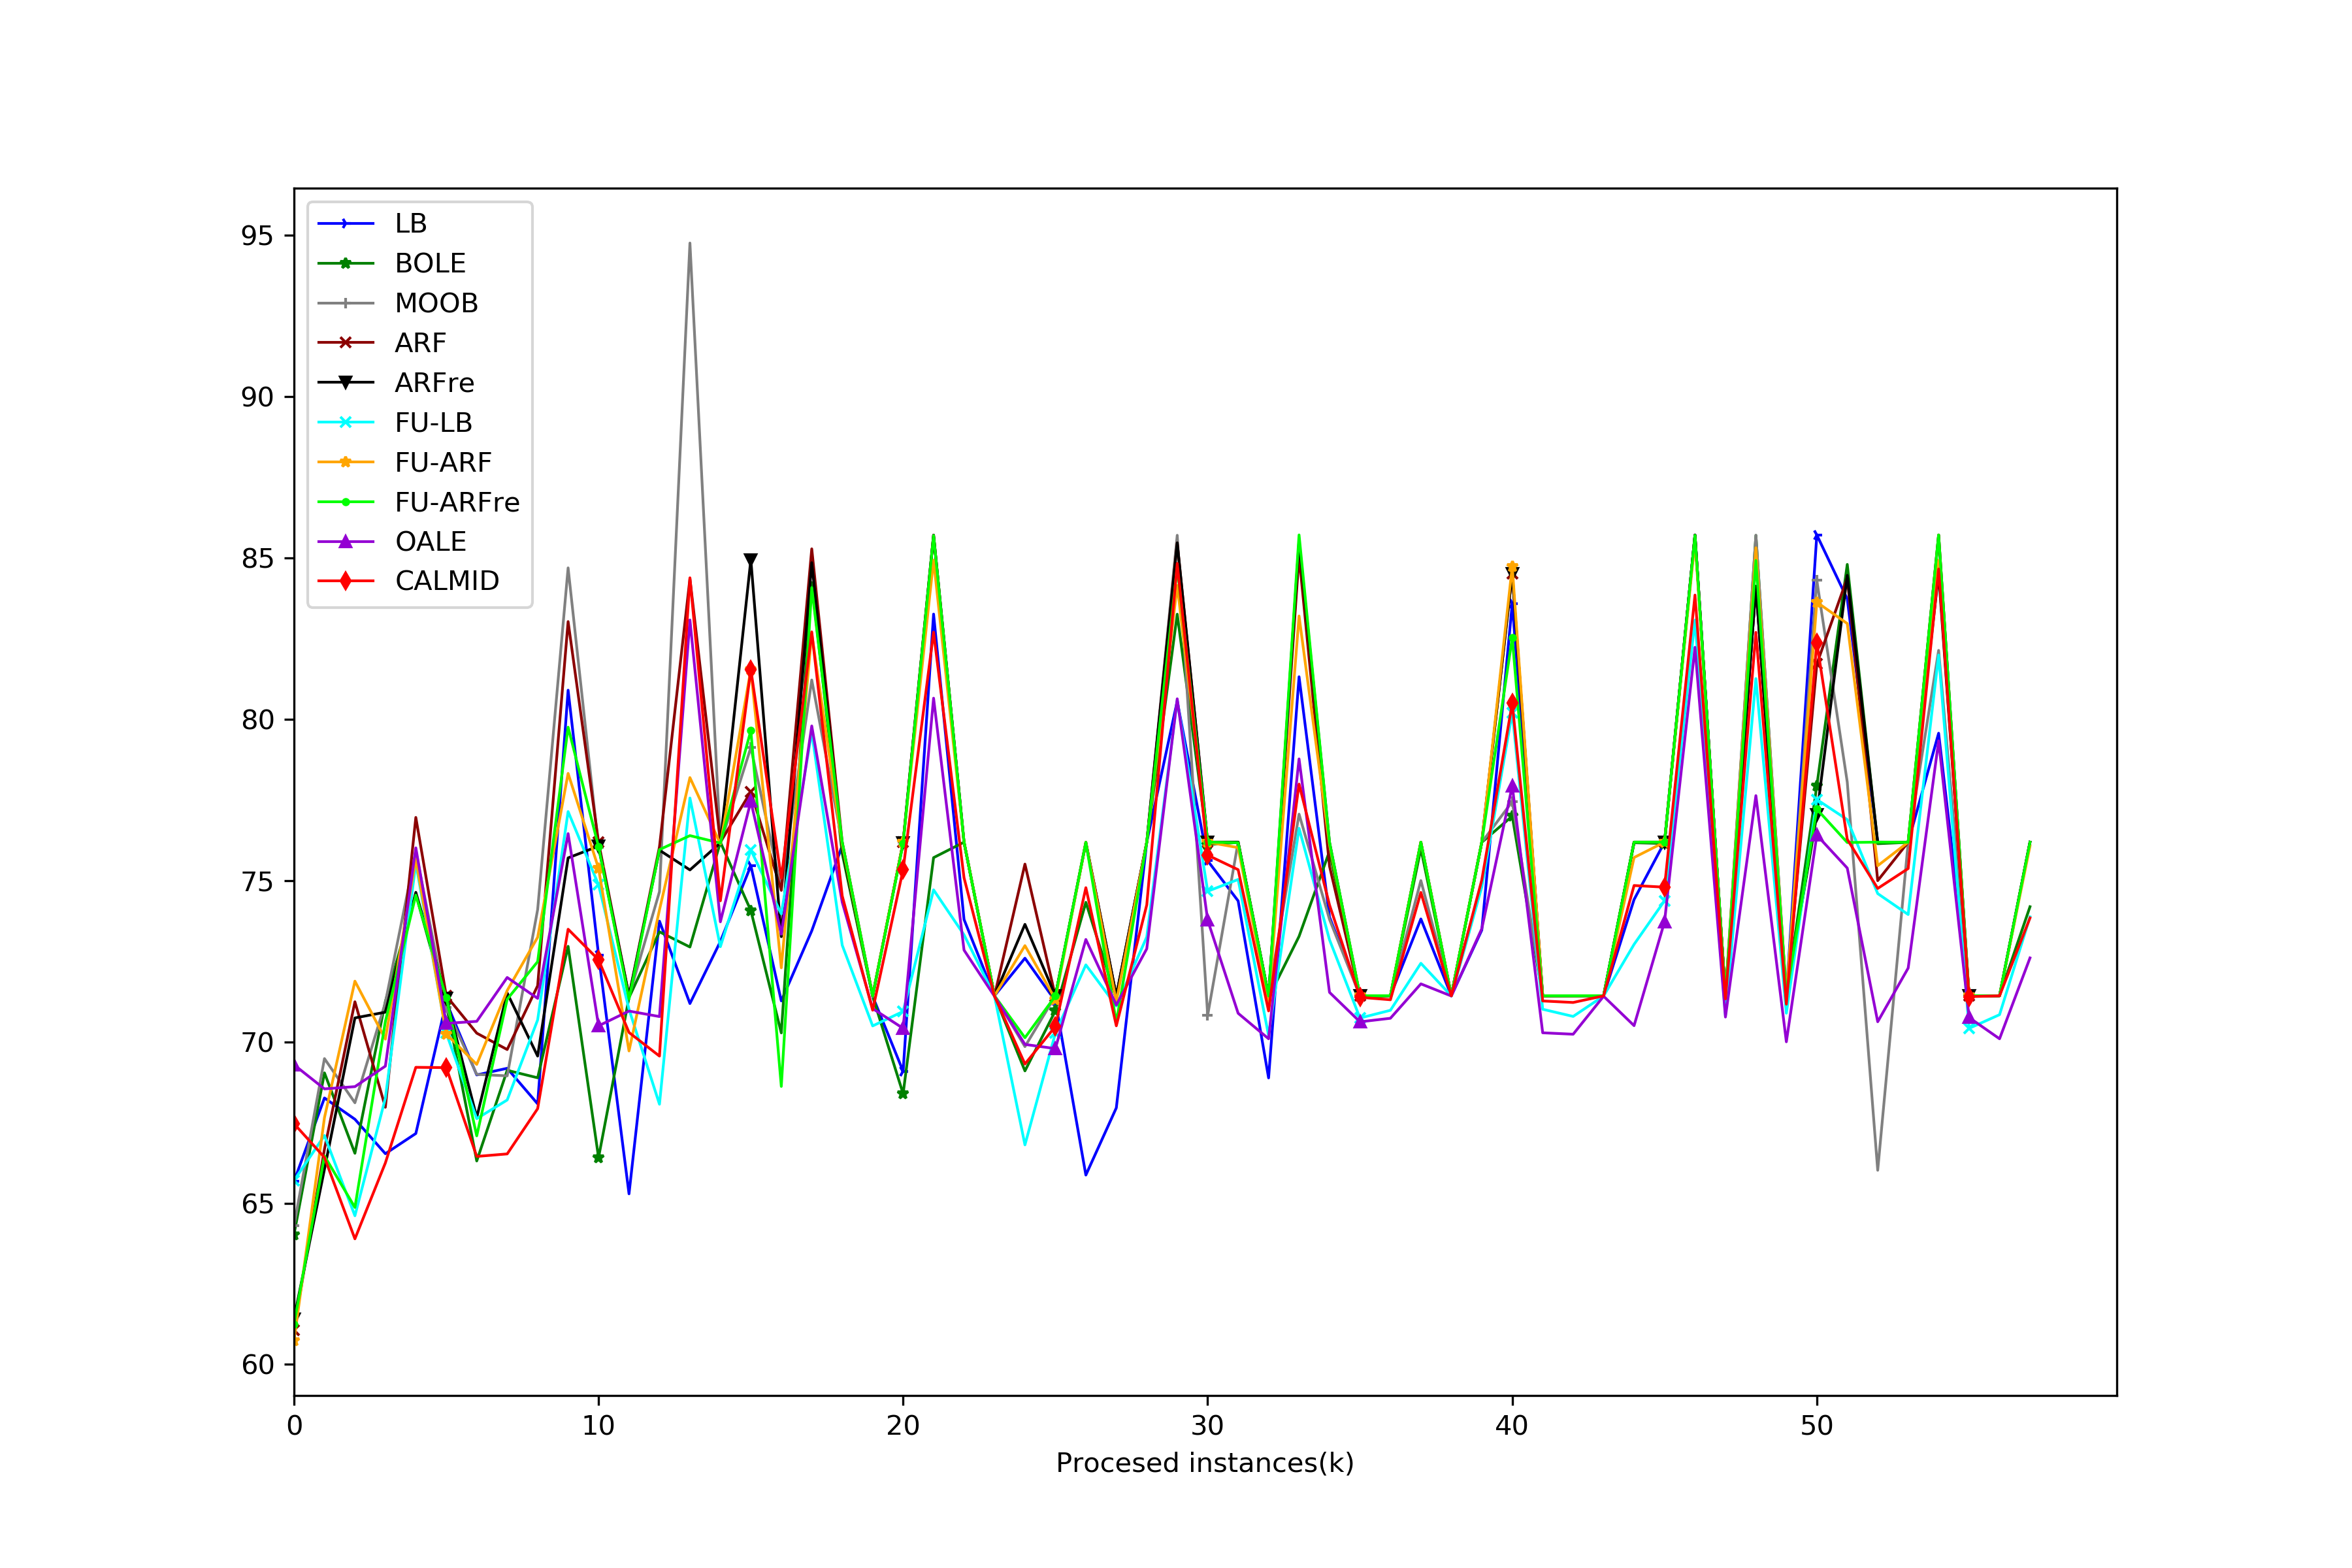 95
90
85
80
75
70
65
60
LB
BOLE
MOOB
ARF
ARFre
FU-LB
FU-ARF
FU-ARFre
OALE
CALMID
0 10 20 30 40 50
Procesed instances(k)